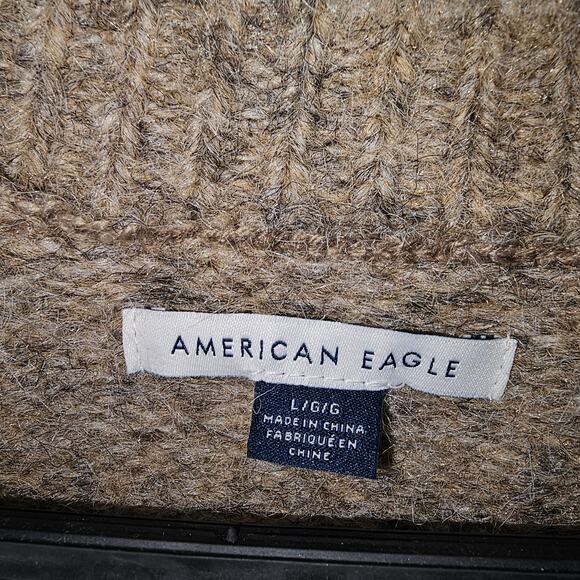 AMERICAN EAGLE
L/G/G
MADE IN CHINA
FABRIQUÉ EN
CHINE